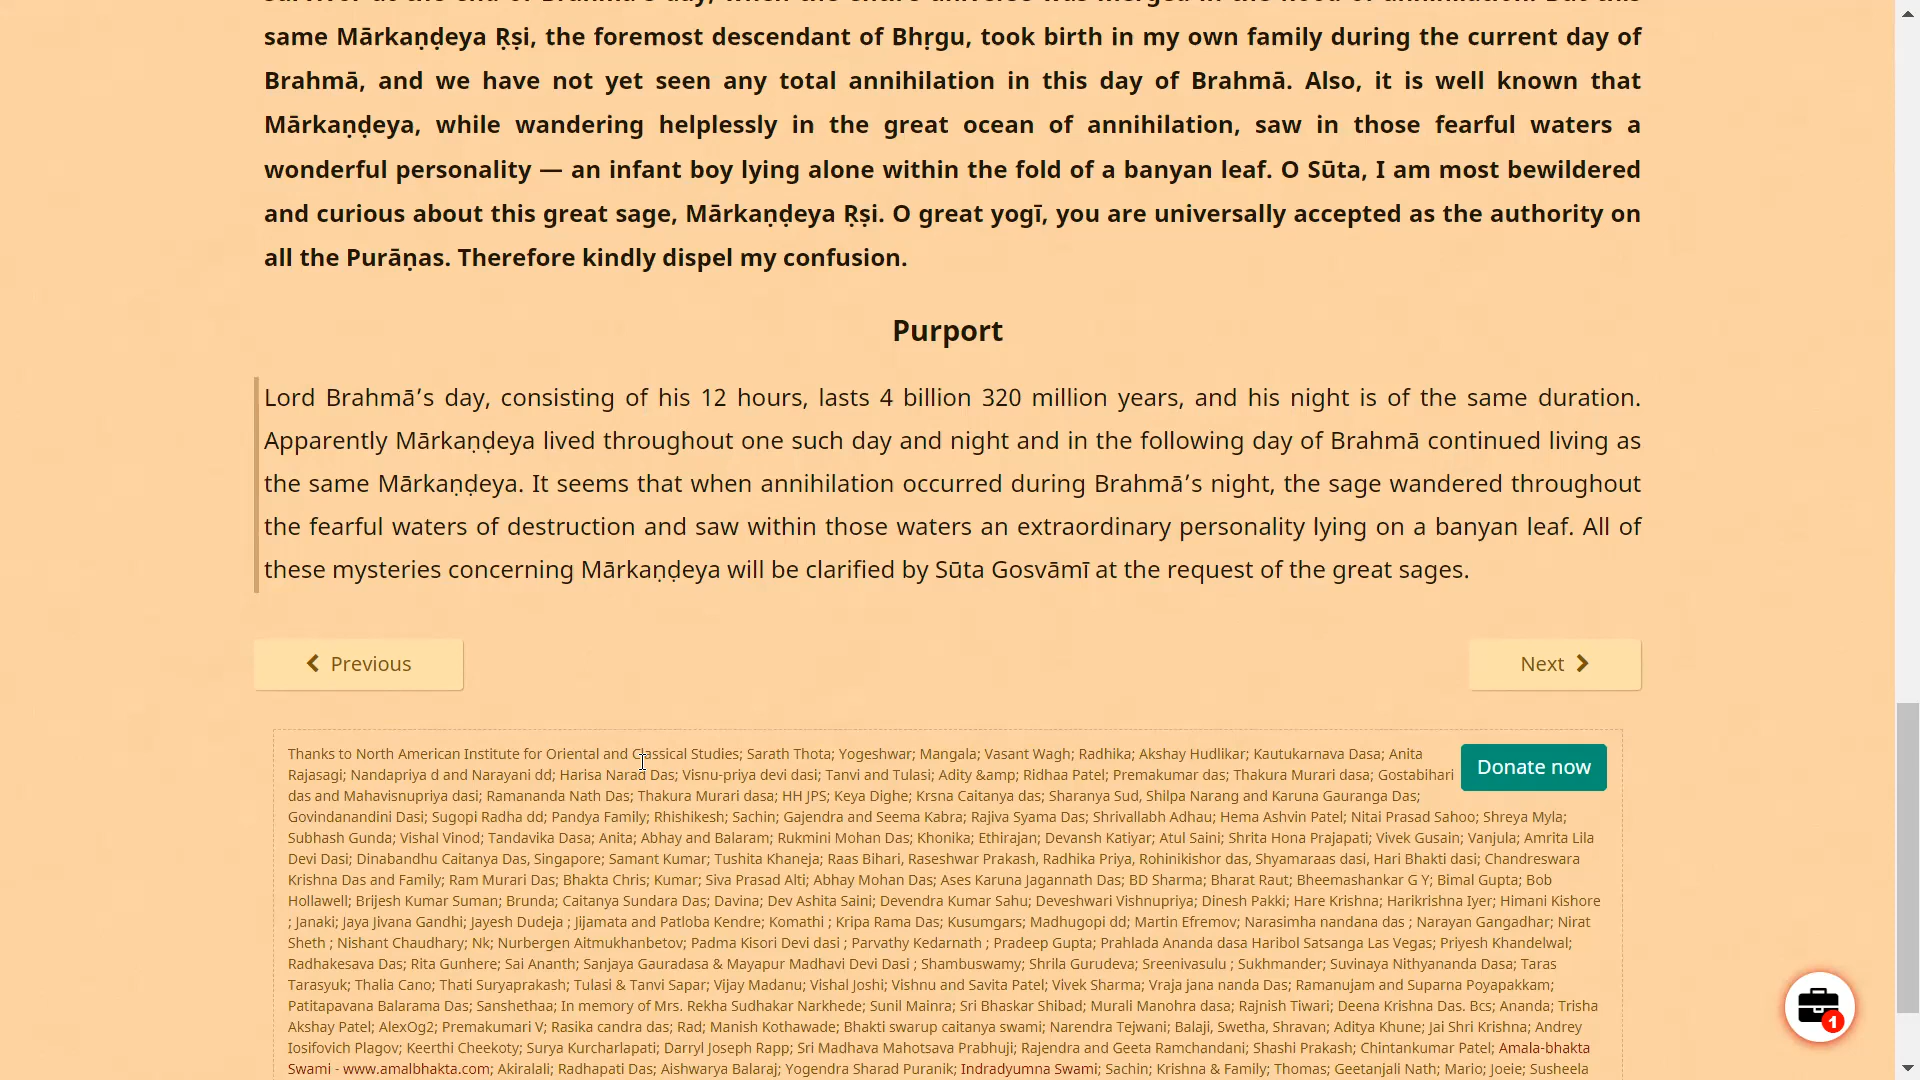 survivor at the end of Brahmā's day, when the entire universe was merged in the flood of annihilation. But this
same Mārkaṇḍeya Ṛṣi, the foremost descendant of Bhṛgu, took birth in my own family during the current day of
Brahmā, and we have not yet seen any total annihilation in this day of Brahmā. Also, it is well known that
Mārkaṇḍeya, while wandering helplessly in the great ocean of annihilation, saw in those fearful waters a
wonderful personality — an infant boy lying alone within the fold of a banyan leaf. O Sūta, I am most bewildered
and curious about this great sage, Mārkaṇḍeya Ṛṣi. O great yogī, you are universally accepted as the authority on
all the Purāṇas. Therefore kindly dispel my confusion.
Purport
Lord Brahmā's day, consisting of his 12 hours, lasts 4 billion 320 million years, and his night is of the same duration.
Apparently Mārkaṇḍeya lived throughout one such day and night and in the following day of Brahmā continued living as
the same Mārkaṇḍeya. It seems that when annihilation occurred during Brahmā's night, the sage wandered throughout
the fearful waters of destruction and saw within those waters an extraordinary personality lying on a banyan leaf. All of
these mysteries concerning Mārkaṇḍeya will be clarified by Sūta Gosvāmī at the request of the great sages.
Previous
Next
Thanks to North American Institute for Oriental and Classical Studies; Sarath Thota; Yogeshwar; Mangala; Vasant Wagh; Radhika; Akshay Hudlikar; Kautukarnava Dasa; Anita
Donate now
Rajasagi; Nandapriya d and Narayani dd; Harisa Narad Das; Visnu-priya devi dasi; Tanvi and Tulasi; Adity &amp; Ridhaa Patel; Premakumar das; Thakura Murari dasa; Gostabihari
das and Mahavisnupriya dasi; Ramananda Nath Das; Thakura Murari dasa; HH JPS; Keya Dighe; Krsna Caitanya das; Sharanya Sud, Shilpa Narang and Karuna Gauranga Das;
Govindanandini Dasi; Sugopi Radha dd; Pandya Family; Rhishikesh; Sachin; Gajendra and Seema Kabra; Rajiva Syama Das; Shrivallabh Adhau; Hema Ashvin Patel; Nitai Prasad Sahoo; Shreya Myla;
Subhash Gunda; Vishal Vinod; Tandavika Dasa; Anita; Abhay and Balaram; Rukmini Mohan Das; Khonika; Ethirajan; Devansh Katiyar; Atul Saini; Shrita Hona Prajapati; Vivek Gusain; Vanjula; Amrita Lila
Devi Dasi; Dinabandhu Caitanya Das, Singapore; Samant Kumar; Tushita Khaneja; Raas Bihari, Raseshwar Prakash, Radhika Priya, Rohinikishor das, Shyamaraas dasi, Hari Bhakti dasi; Chandreswara
Krishna Das and Family; Ram Murari Das; Bhakta Chris; Kumar; Siva Prasad Alti; Abhay Mohan Das; Ases Karuna Jagannath Das; BD Sharma; Bharat Raut; Bheemashankar G Y; Bimal Gupta; Bob
Hollawell; Brijesh Kumar Suman; Brunda; Caitanya Sundara Das; Davina; Dev Ashita Saini; Devendra Kumar Sahu; Deveshwari Vishnupriya; Dinesh Pakki; Hare Krishna; Harikrishna Iyer; Himani Kishore
; Janaki; Jaya Jivana Gandhi; Jayesh Dudeja ; Jijamata and Patloba Kendre; Komathi ; Kripa Rama Das; Kusumgars; Madhugopi dd; Martin Efremov; Narasimha nandana das ; Narayan Gangadhar; Nirat
Sheth ; Nishant Chaudhary; Nk; Nurbergen Aitmukhanbetov; Padma Kisori Devi dasi ; Parvathy Kedarnath ; Pradeep Gupta; Prahlada Ananda dasa Haribol Satsanga Las Vegas; Priyesh Khandelwal;
Radhakesava Das; Rita Gunhere; Sai Ananth; Sanjaya Gauradasa & Mayapur Madhavi Devi Dasi ; Shambuswamy; Shrila Gurudeva; Sreenivasulu ; Sukhmander; Suvinaya Nithyananda Dasa; Taras
Tarasyuk; Thalia Cano; Thati Suryaprakash; Tulasi & Tanvi Sapar; Vijay Madanu; Vishal Joshi; Vishnu and Savita Patel; Vivek Sharma; Vraja jana nanda Das; Ramanujam and Suparna Poyapakkam;
Patitapavana Balarama Das; Sanshethaa; In memory of Mrs. Rekha Sudhakar Narkhede; Sunil Mainra; Sri Bhaskar Shibad; Murali Manohra dasa; Rajnish Tiwari; Deena Krishna Das. Bcs; Ananda; Trisha
Akshay Patel; AlexOg2; Premakumari V; Rasika candra das; Rad; Manish Kothawade; Bhakti swarup caitanya swami; Narendra Tejwani; Balaji, Swetha, Shravan; Aditya Khune; Jai Shri Krishna; Andrey
Iosifovich Plagov; Keerthi Cheekoty; Surya Kurcharlapati; Darryl Joseph Rapp; Sri Madhava Mahotsava Prabhuji; Rajendra and Geeta Ramchandani; Shashi Prakash; Chintankumar Patel; Amala-bhakta
Swami - www.amalbhakta.com; Akiralali; Radhapati Das; Aishwarya Balaraj; Yogendra Sharad Puranik; Indradyumna Swami; Sachin; Krishna & Family; Thomas; Geetanjali Nath; Mario; Joeie; Susheela
1